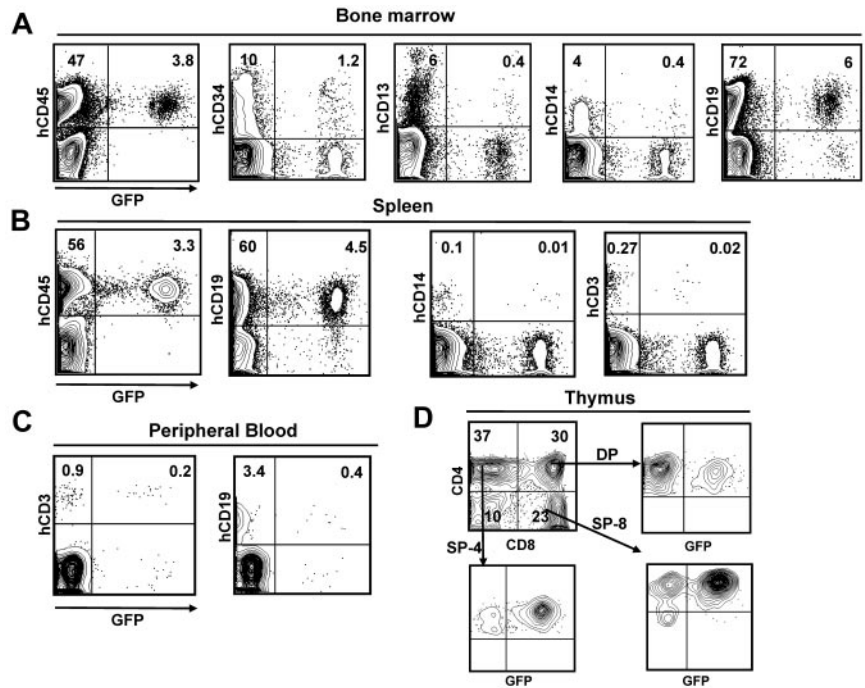 A
Bone marrow
hCD45
47
3.8
hCD34
10
1.2
hCD13
6
0.4
hCD14
4
0.4
hCD19
72
6
GFP
Spleen
B
hCD45
56
3.3
hCD19
60
4.5
hCD14
0.1
0.01
hCD3
0.27
0.02
GFP
C
Peripheral Blood
hCD3
0.9
0.2
hCD19
3.4
0.4
GFP
D
Thymus
CD4
37
30
10
23
CD8
DP
GFP
SP-4
SP-8
GFP
GFP